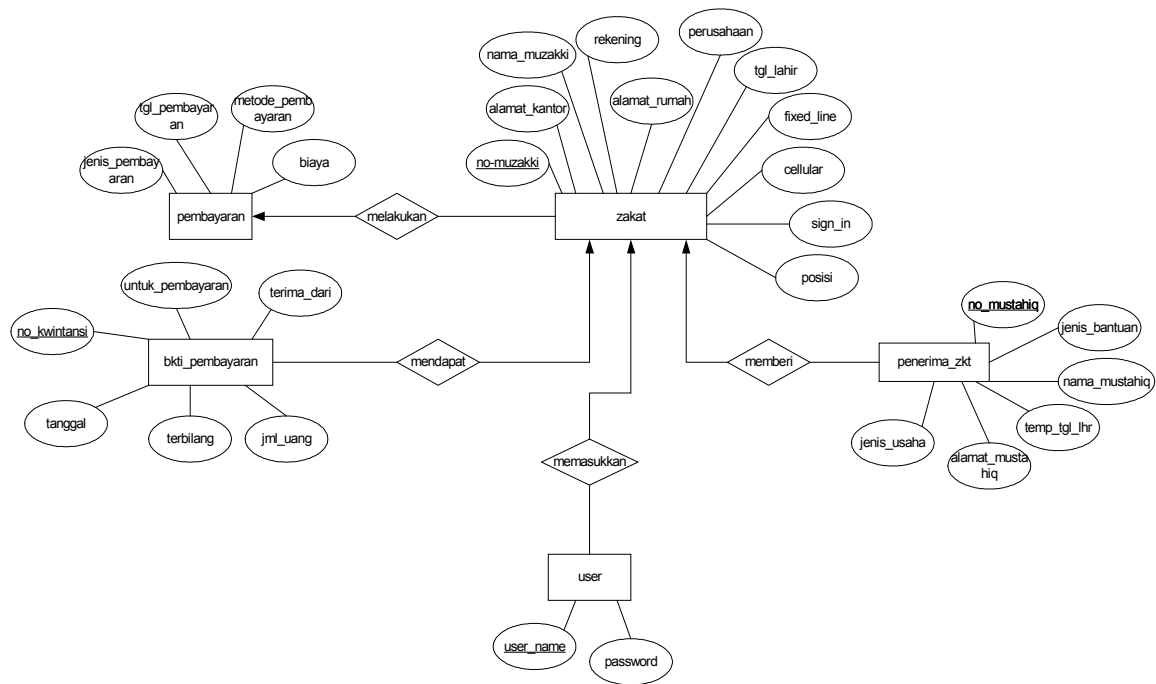 perusahaan
rekening
nama_muzakki
tgl_lahir
tgl_pembayar
an
metode_pemb
ayaran
alamat_kantor
alamat_rumah
fixed_line
jenis_pembay
aran
biaya
no-muzakki
cellular
pembayaran
melakukan
zakat
sign_in
posisi
untuk_pembayaran
terima_dari
no_kwintansi
no_mustahiq
jenis_bantuan
bkti_pembayaran
mendapat
memberi
penerima_zkt
nama_mustahiq
tanggal
terbilang
jml_uang
temp_tgl_lhr
jenis_usaha
alamat_musta
hiq
memasukkan
user
user_name
password